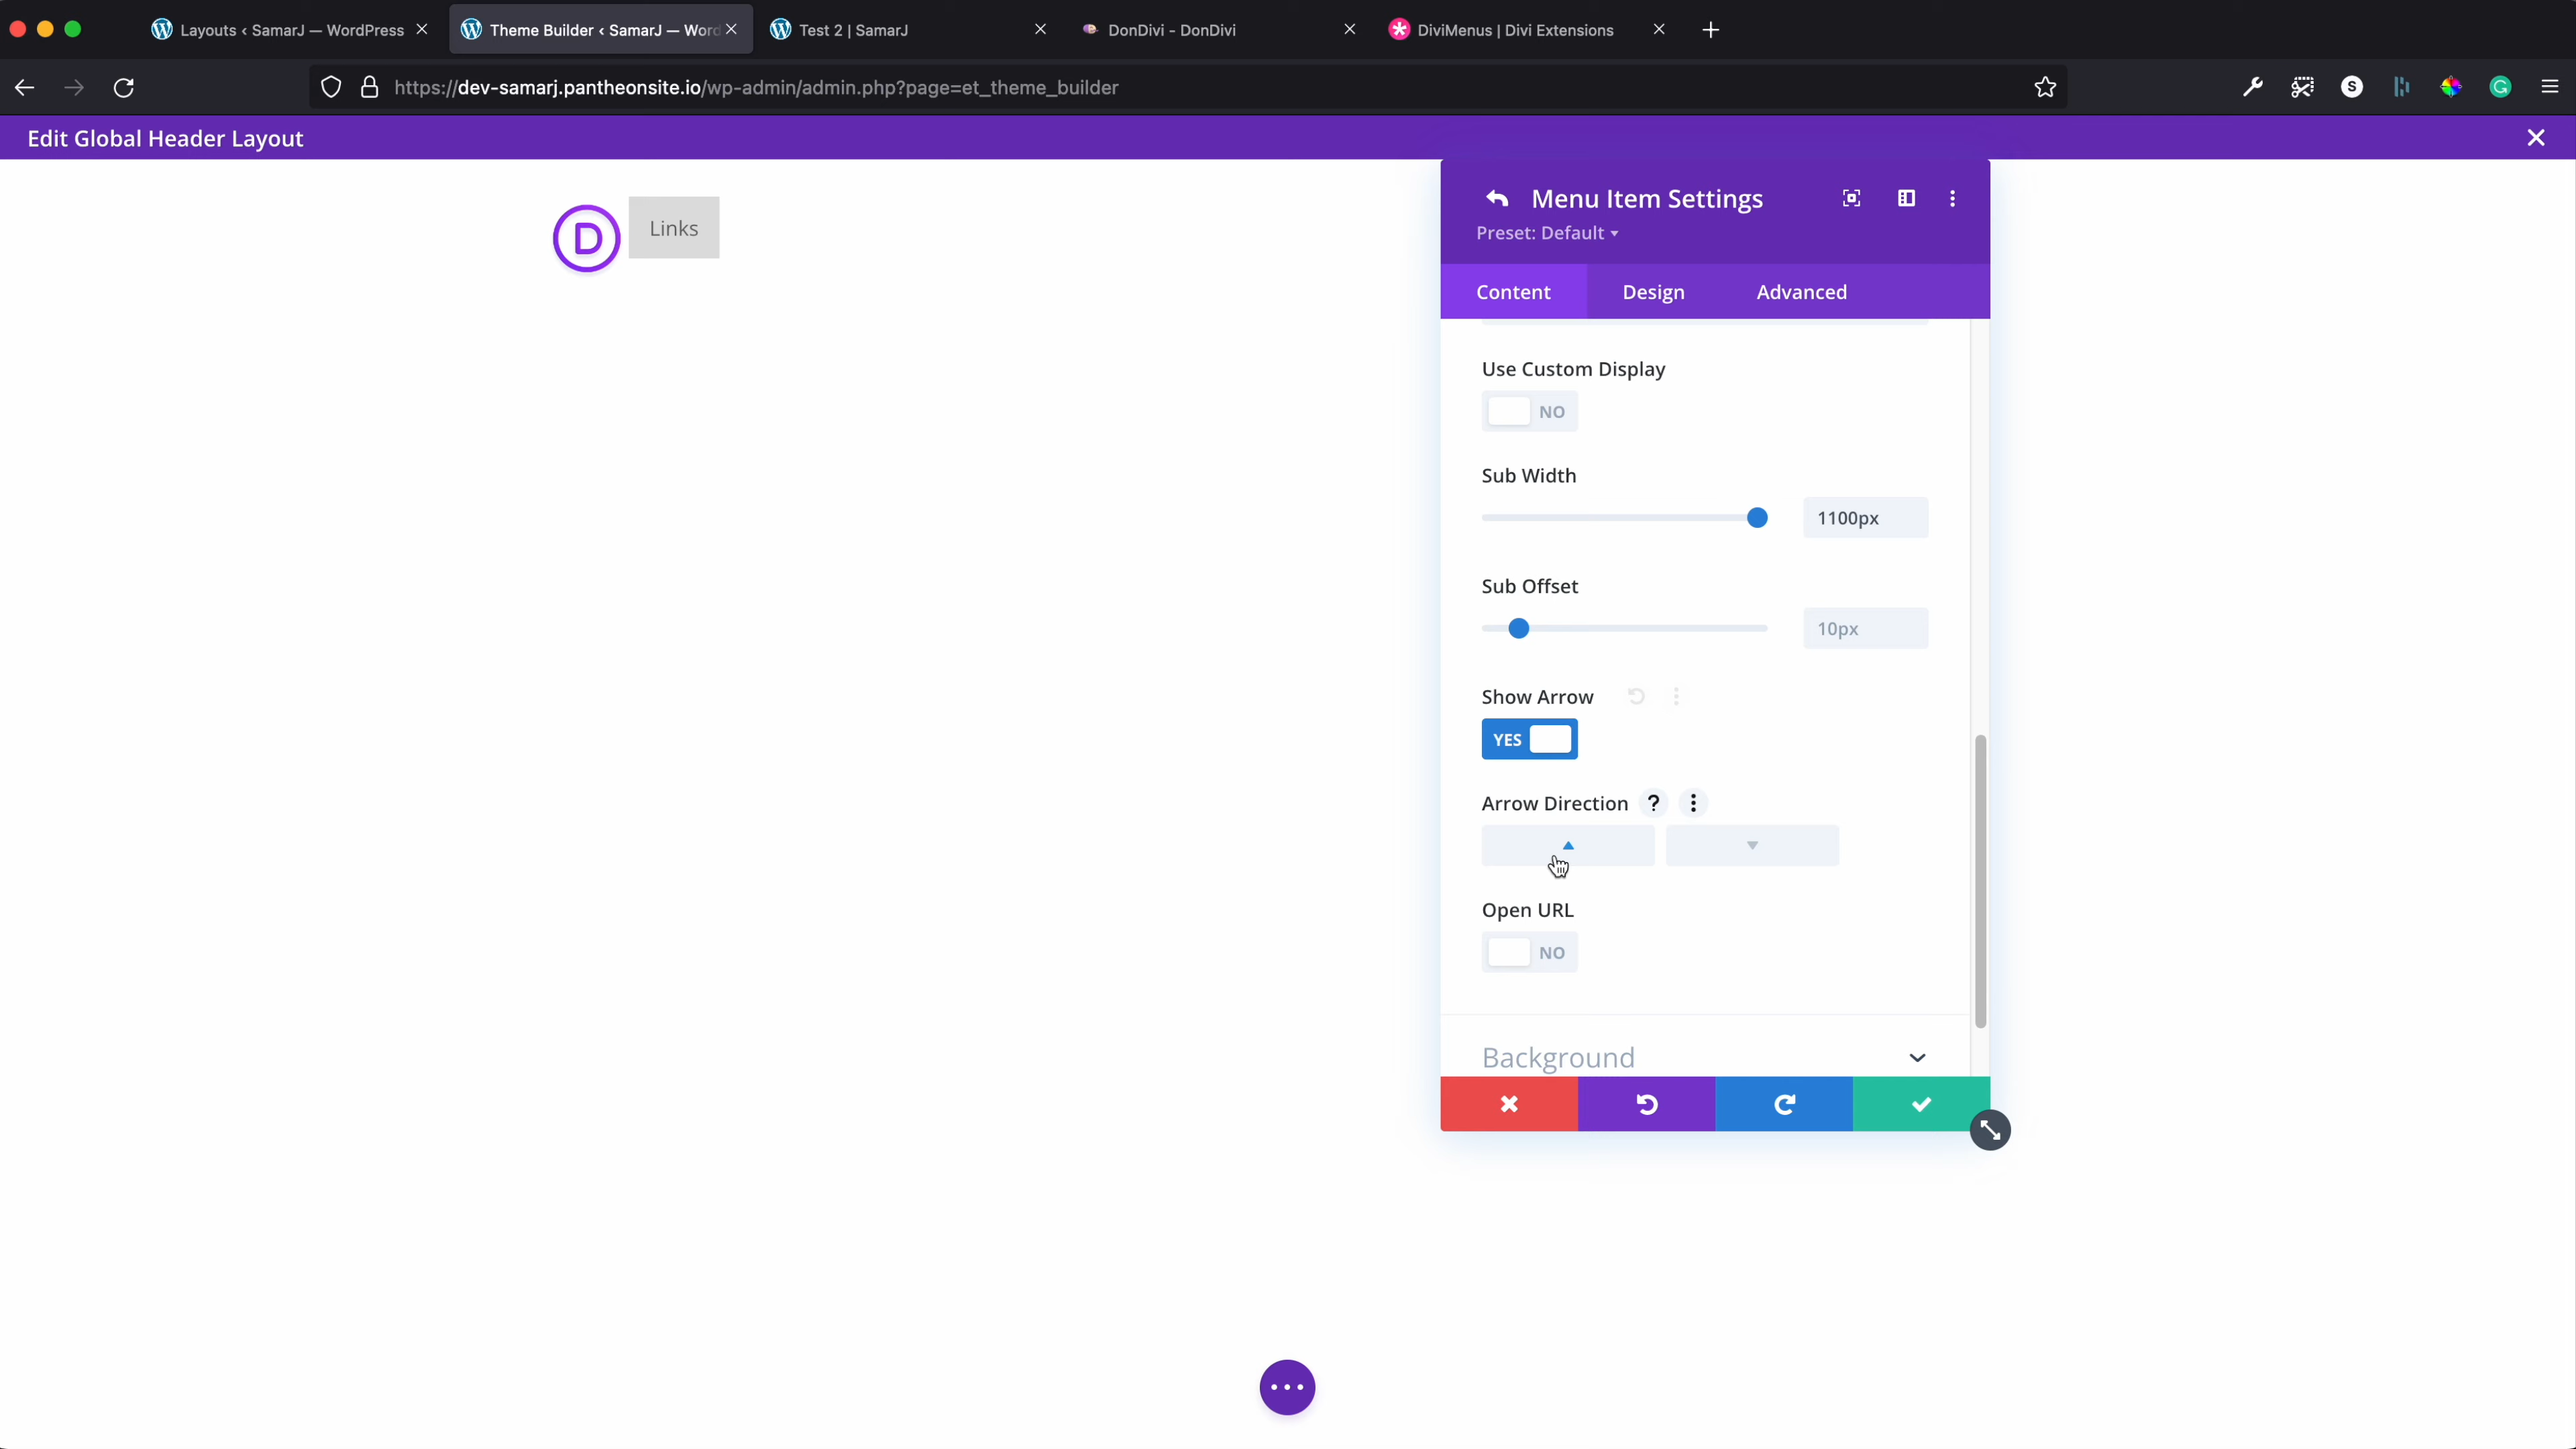 Layouts ‹ SamarJ — WordPress
Theme Builder ‹ SamarJ — Word
Test 2 | SamarJ
DonDivi - DonDivi
DiviMenus | Divi Extensions
https://dev-samarj.pantheonsite.io/wp-admin/admin.php?page=et_theme_builder
Edit Global Header Layout
D
Links
Menu Item Settings
Preset: Default
Content
Design
Advanced
Use Custom Display
NO
Sub Width
1100px
Sub Offset
10px
Show Arrow
YES
Arrow Direction ?
Open URL
NO
Background